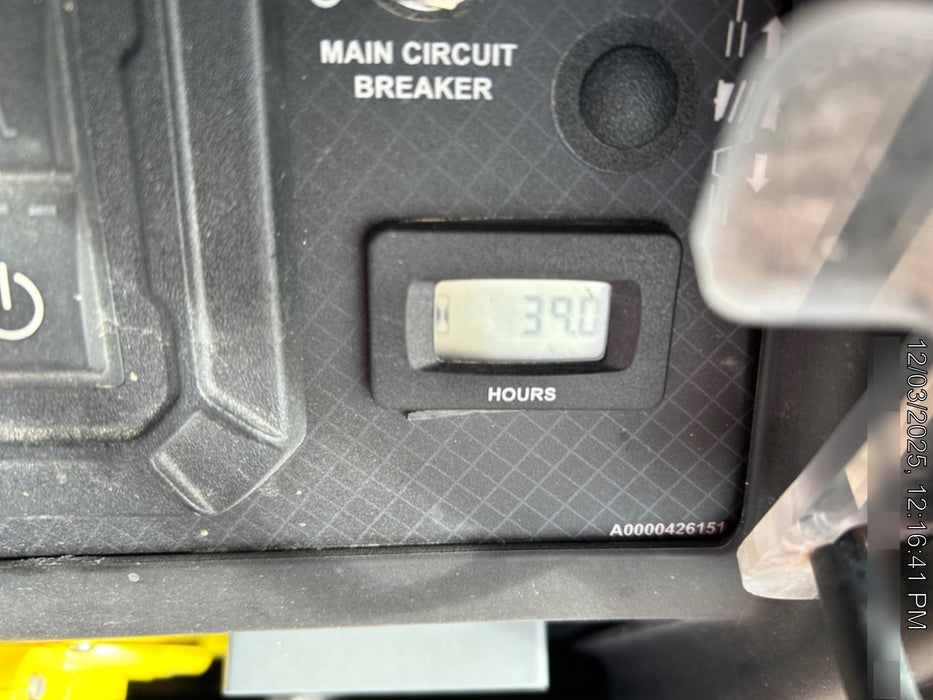 MAIN CIRCUIT
BREAKER
39.0
HOURS
A0000426151
12/03/2025, 12:16:41 PM